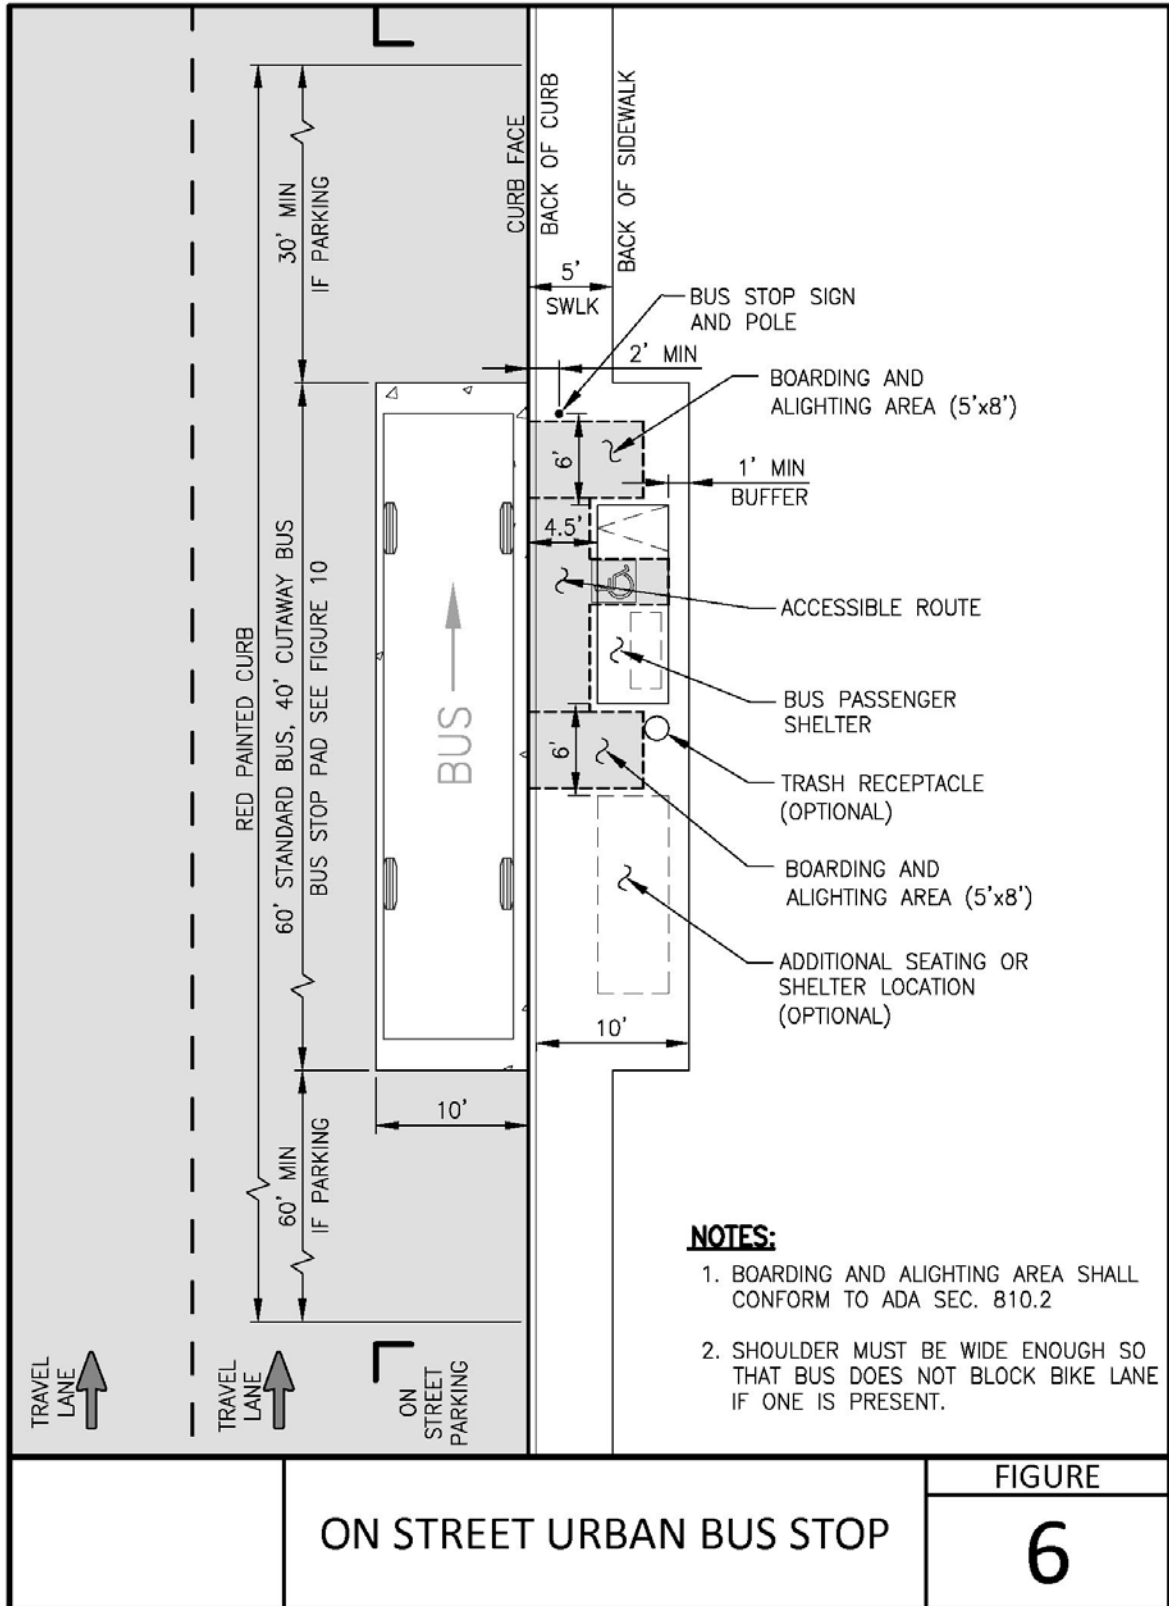 CURB FACE
BACK OF CURB
BACK OF SIDEWALK
30' MIN
IF PARKING
5'
SWLK
BUS STOP SIGN
AND POLE
2' MIN
BOARDING AND
ALIGHTING AREA (5'x8')
6'
1' MIN
BUFFER
4.5'
RED PAINTED CURB
60' STANDARD BUS, 40' CUTAWAY BUS
BUS STOP PAD SEE FIGURE 10
BUS
ACCESSIBLE ROUTE
BUS PASSENGER
SHELTER
6'
TRASH RECEPTACLE
(OPTIONAL)
BOARDING AND
ALIGHTING AREA (5'x8')
ADDITIONAL SEATING OR
SHELTER LOCATION
(OPTIONAL)
10'
10'
60' MIN
IF PARKING
NOTES:
1. BOARDING AND ALIGHTING AREA SHALL
CONFORM TO ADA SEC. 810.2
2. SHOULDER MUST BE WIDE ENOUGH SO
THAT BUS DOES NOT BLOCK BIKE LANE
IF ONE IS PRESENT.
TRAVEL
LANE
TRAVEL
LANE
ON
STREET
PARKING
ON STREET URBAN BUS STOP
FIGURE
6